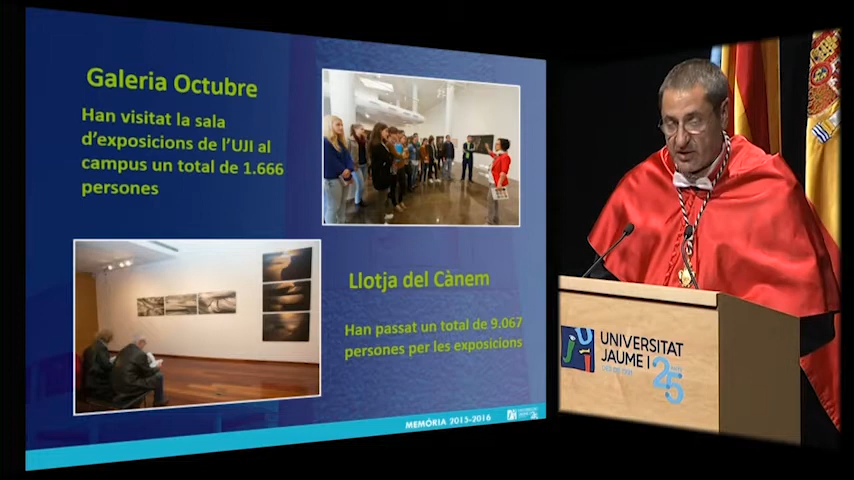 Galeria Octubre
Han visitat la sala
d'exposicions de l'UJI al
campus un total de 1.666
persones
Llotja del Cànem
Han passat un total de 9.067
persones per les exposicions
MEMÒRIA 2015-2016
UNIVERSITAT
JAUME I
25